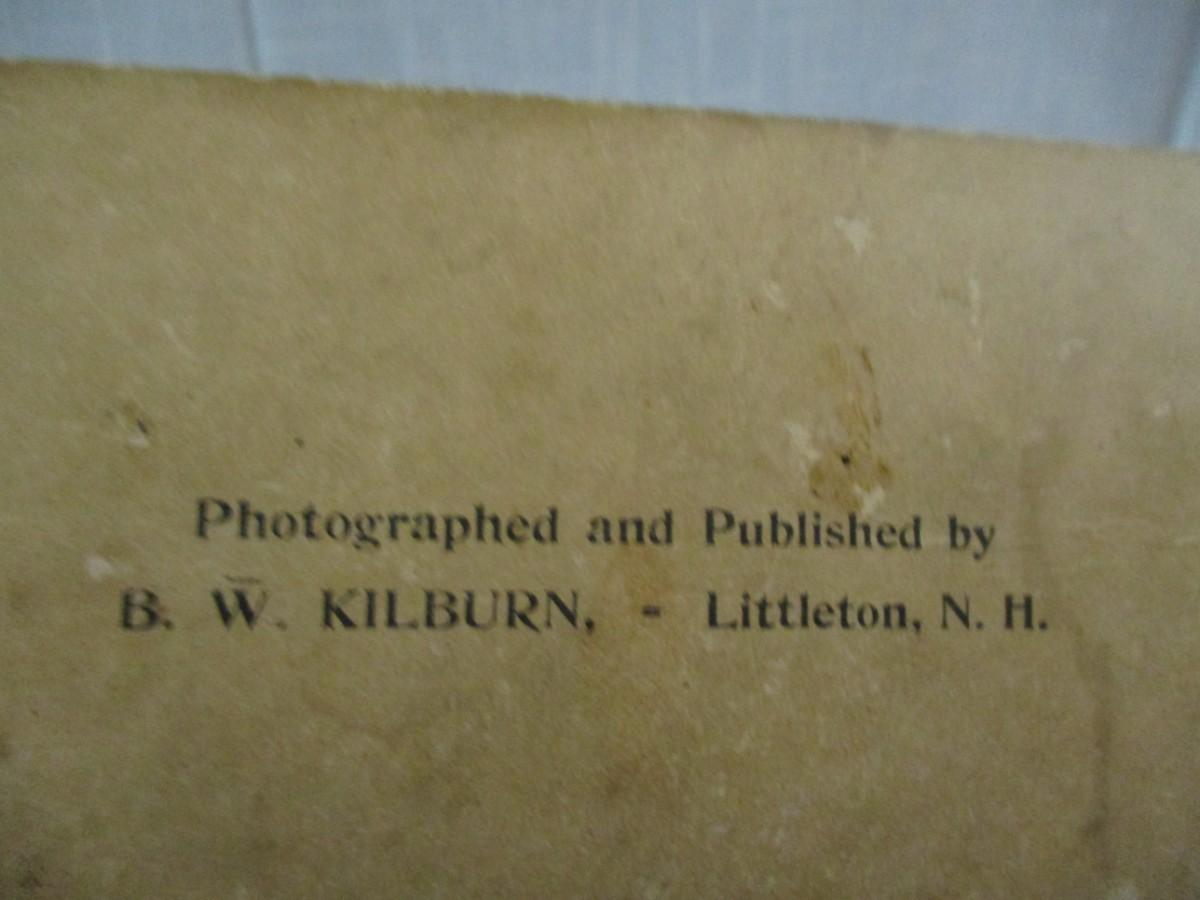 Photographed and Published by
B. W. KILBURN, - Littleton, N. H.